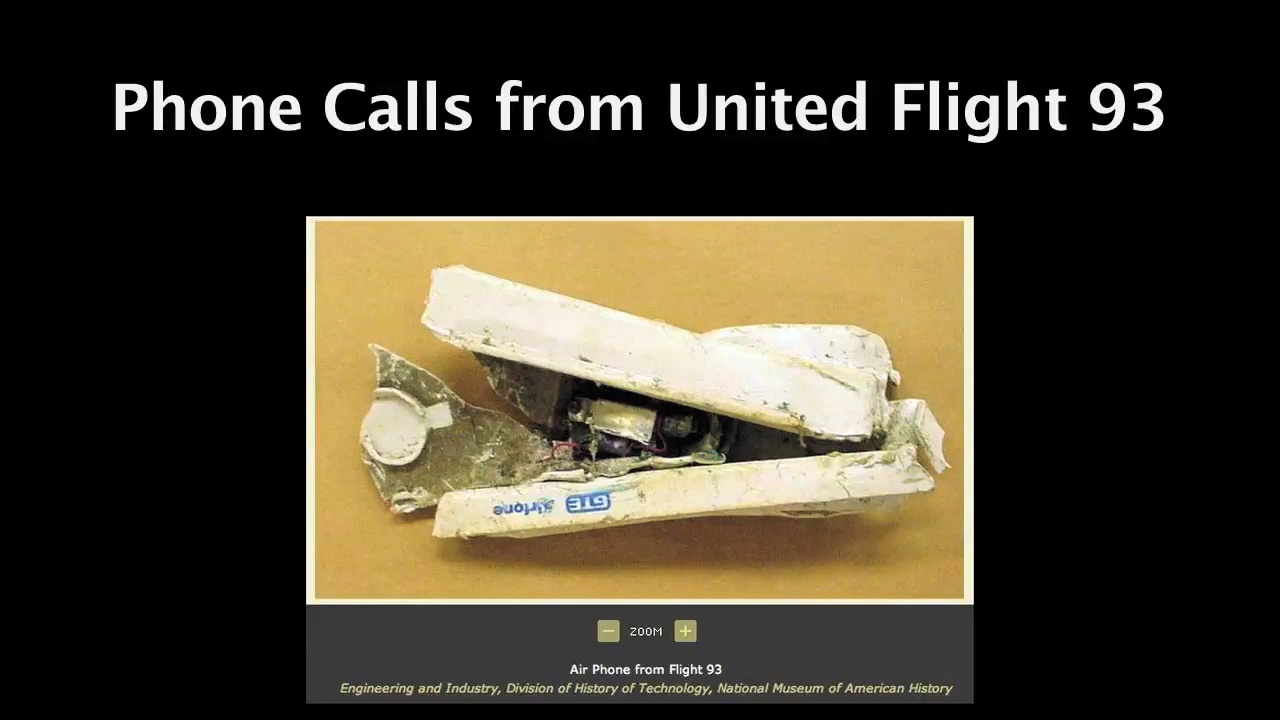 Phone Calls from United Flight 93
GTE Airfone
ZOOM
Air Phone from Flight 93
Engineering and Industry, Division of History of Technology, National Museum of American History